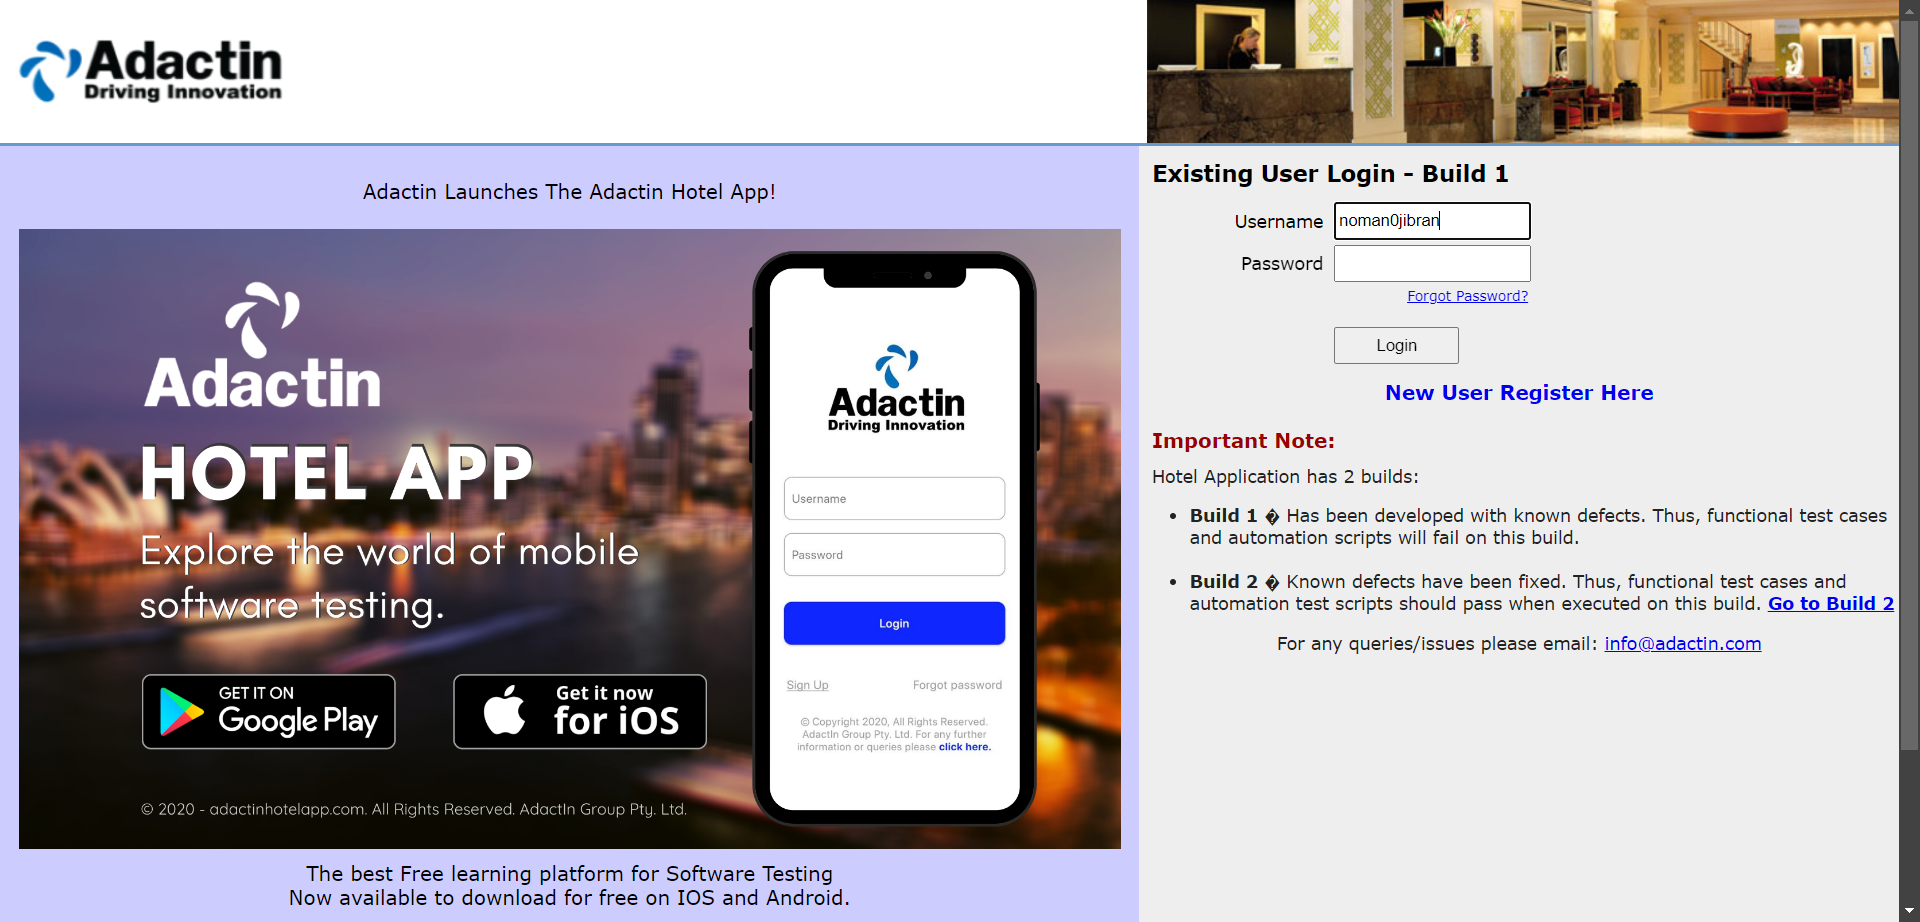 Adactin
Driving Innovation
Adactin Launches The Adactin Hotel App!
Adactin
HOTEL APP
Explore the world of mobile
software testing.
GET IT ON
Google Play
Get it now
for iOS
© 2020 - adactinhotelapp.com. All Rights Reserved. AdactIn Group Pty. Ltd.
Adactin
Driving Innovation
Username
Password
Login
Sign Up Forgot password
© Copyright 2020, All Rights Reserved.
AdactIn Group Pty. Ltd. For any further
information or queries please click here.
The best Free learning platform for Software Testing
Now available to download for free on IOS and Android.
Existing User Login - Build 1
Username noman0jibran
Password
Forgot Password?
Login
New User Register Here
Important Note:
Hotel Application has 2 builds:
• Build 1 � Has been developed with known defects. Thus, functional test cases
and automation scripts will fail on this build.
• Build 2 � Known defects have been fixed. Thus, functional test cases and
automation test scripts should pass when executed on this build. Go to Build 2
For any queries/issues please email: info@adactin.com